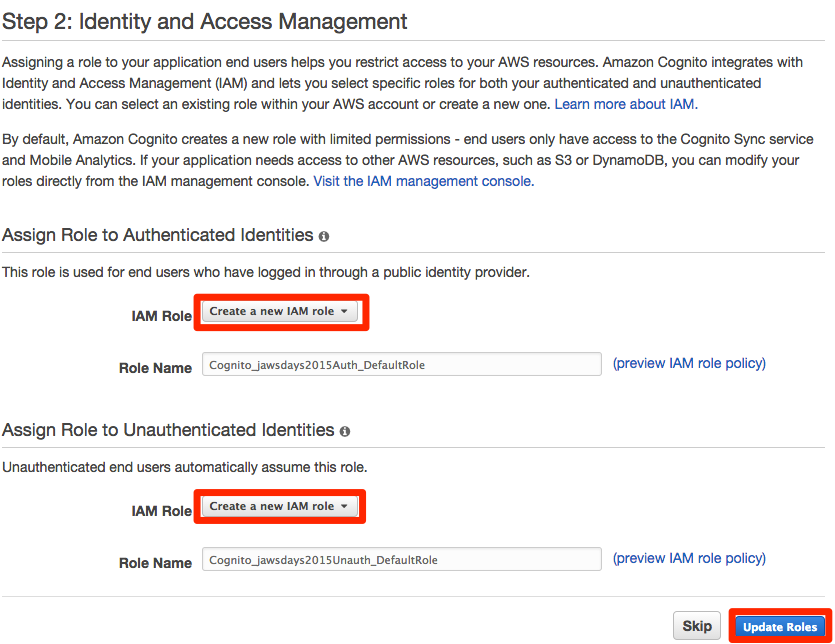 Step 2: Identity and Access Management
Assigning a role to your application end users helps you restrict access to your AWS resources. Amazon Cognito integrates with
Identity and Access Management (IAM) and lets you select specific roles for both your authenticated and unauthenticated
identities. You can select an existing role within your AWS account or create a new one. Learn more about IAM.
By default, Amazon Cognito creates a new role with limited permissions - end users only have access to the Cognito Sync service
and Mobile Analytics. If your application needs access to other AWS resources, such as S3 or DynamoDB, you can modify your
roles directly from the IAM management console. Visit the IAM management console.
Assign Role to Authenticated Identities
This role is used for end users who have logged in through a public identity provider.
IAM Role Create a new IAM role
Role Name Cognito_jawsdays2015Auth_DefaultRole (preview IAM role policy)
Assign Role to Unauthenticated Identities
Unauthenticated end users automatically assume this role.
IAM Role Create a new IAM role
Role Name Cognito_jawsdays2015Unauth_DefaultRole (preview IAM role policy)
Skip Update Roles